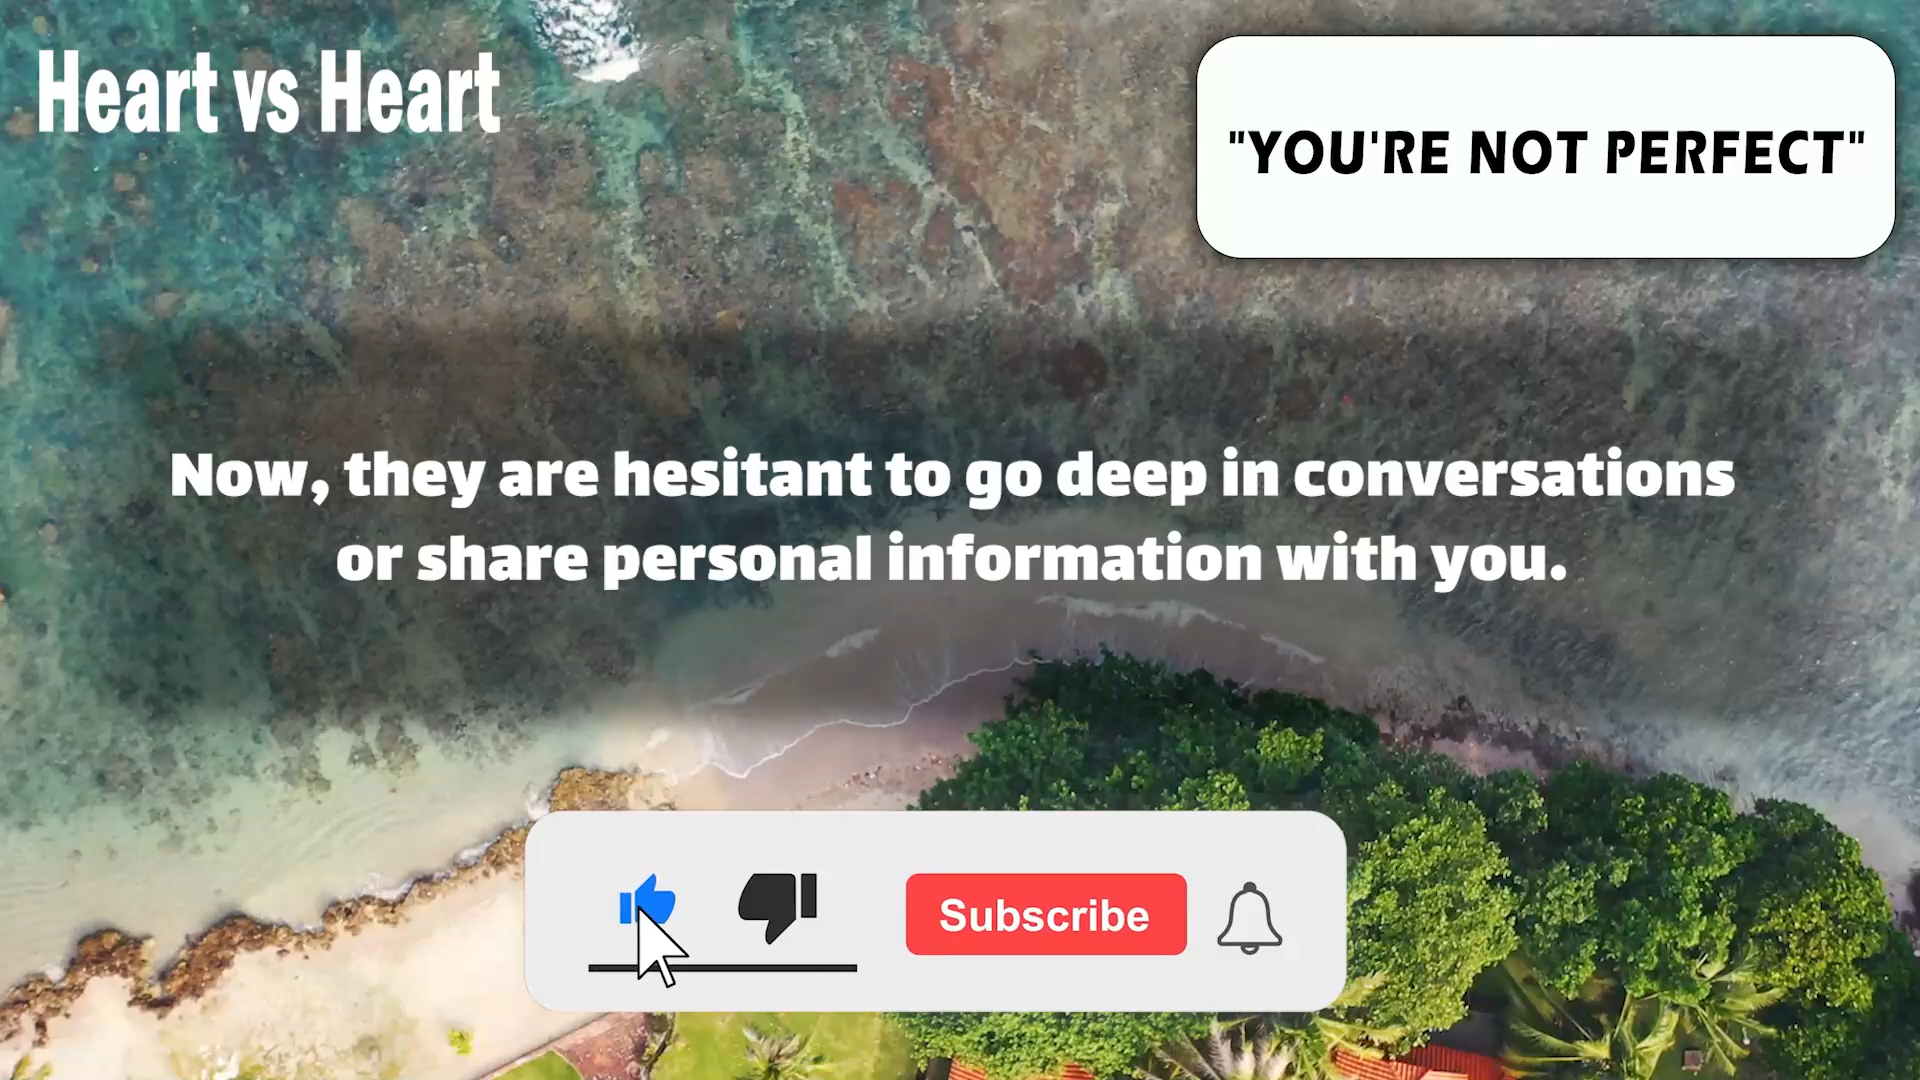 Heart vs Heart
"YOU'RE NOT PERFECT"
Now, they are hesitant to go deep in conversations
or share personal information with you.
Subscribe